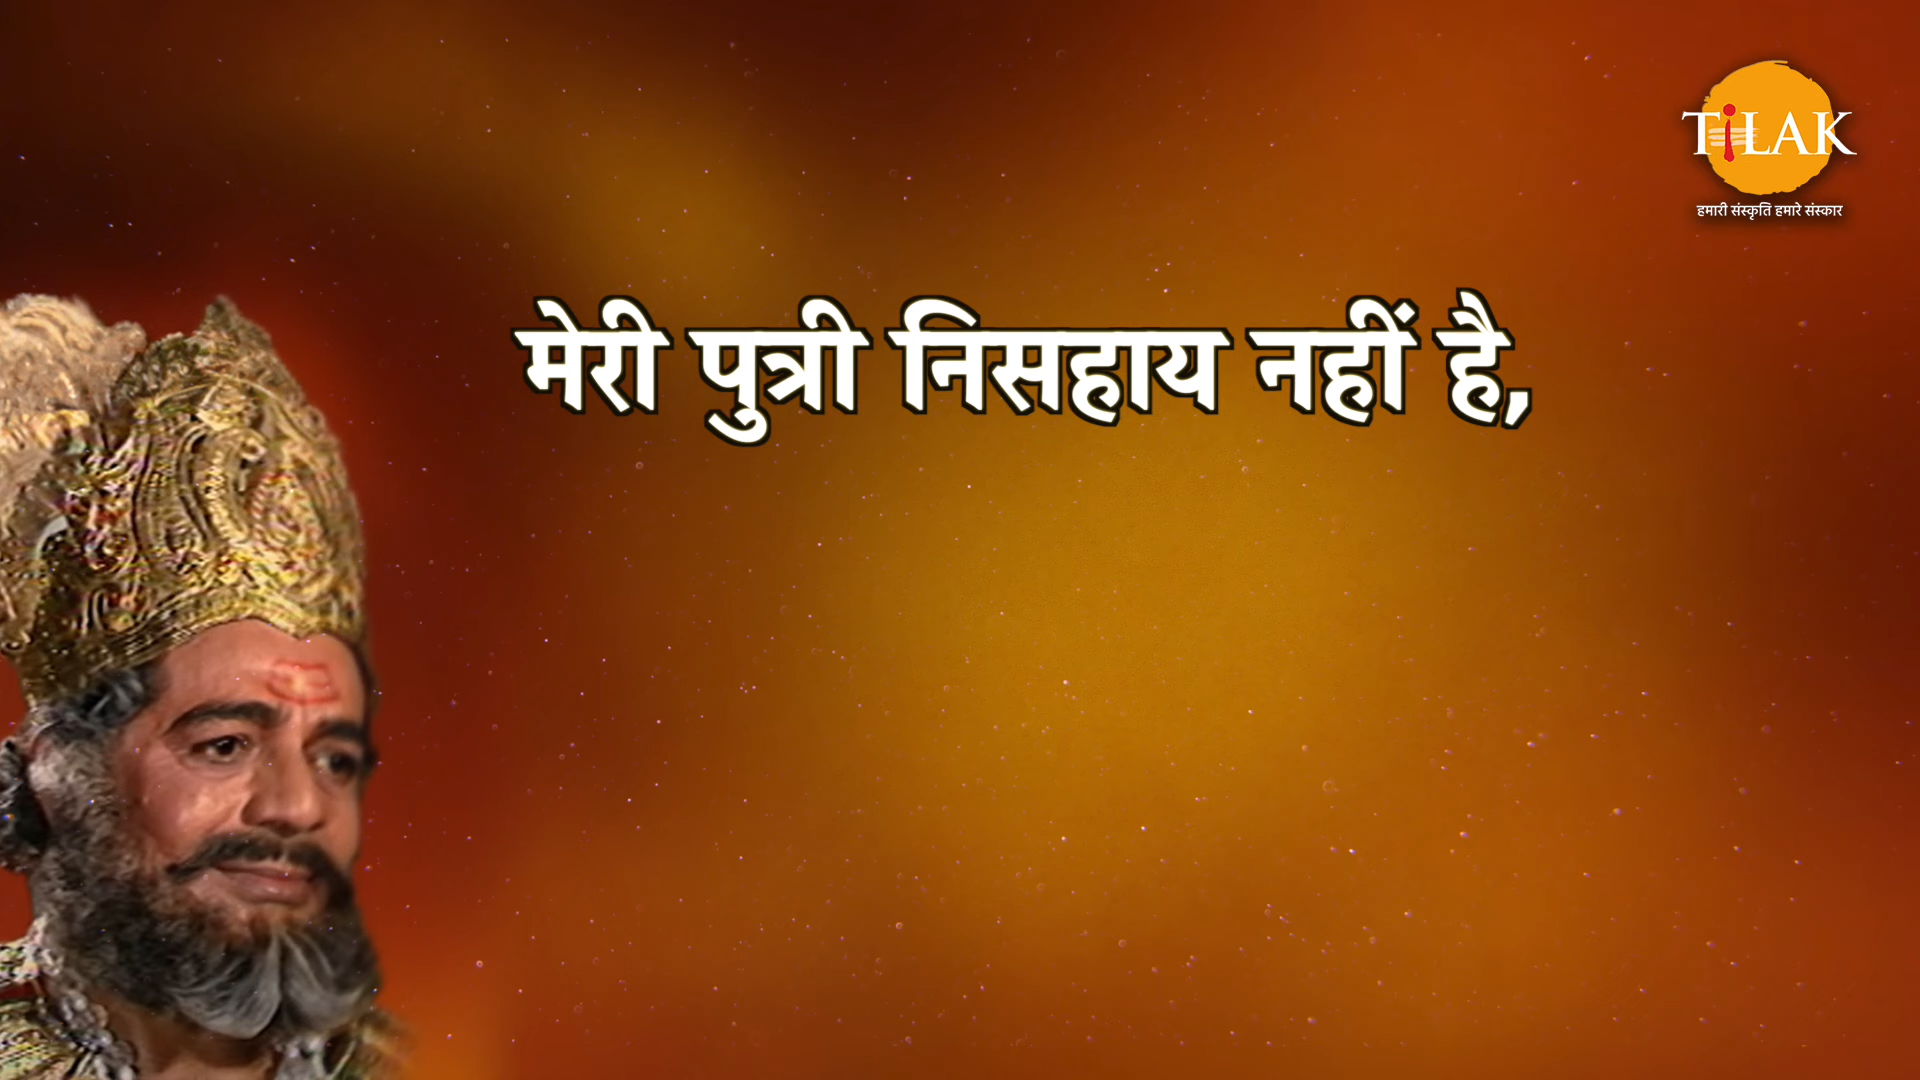 TiLAK
हमारी संस्कृति हमारे संस्कार
मेरी पुत्री निसहाय नहीं है,